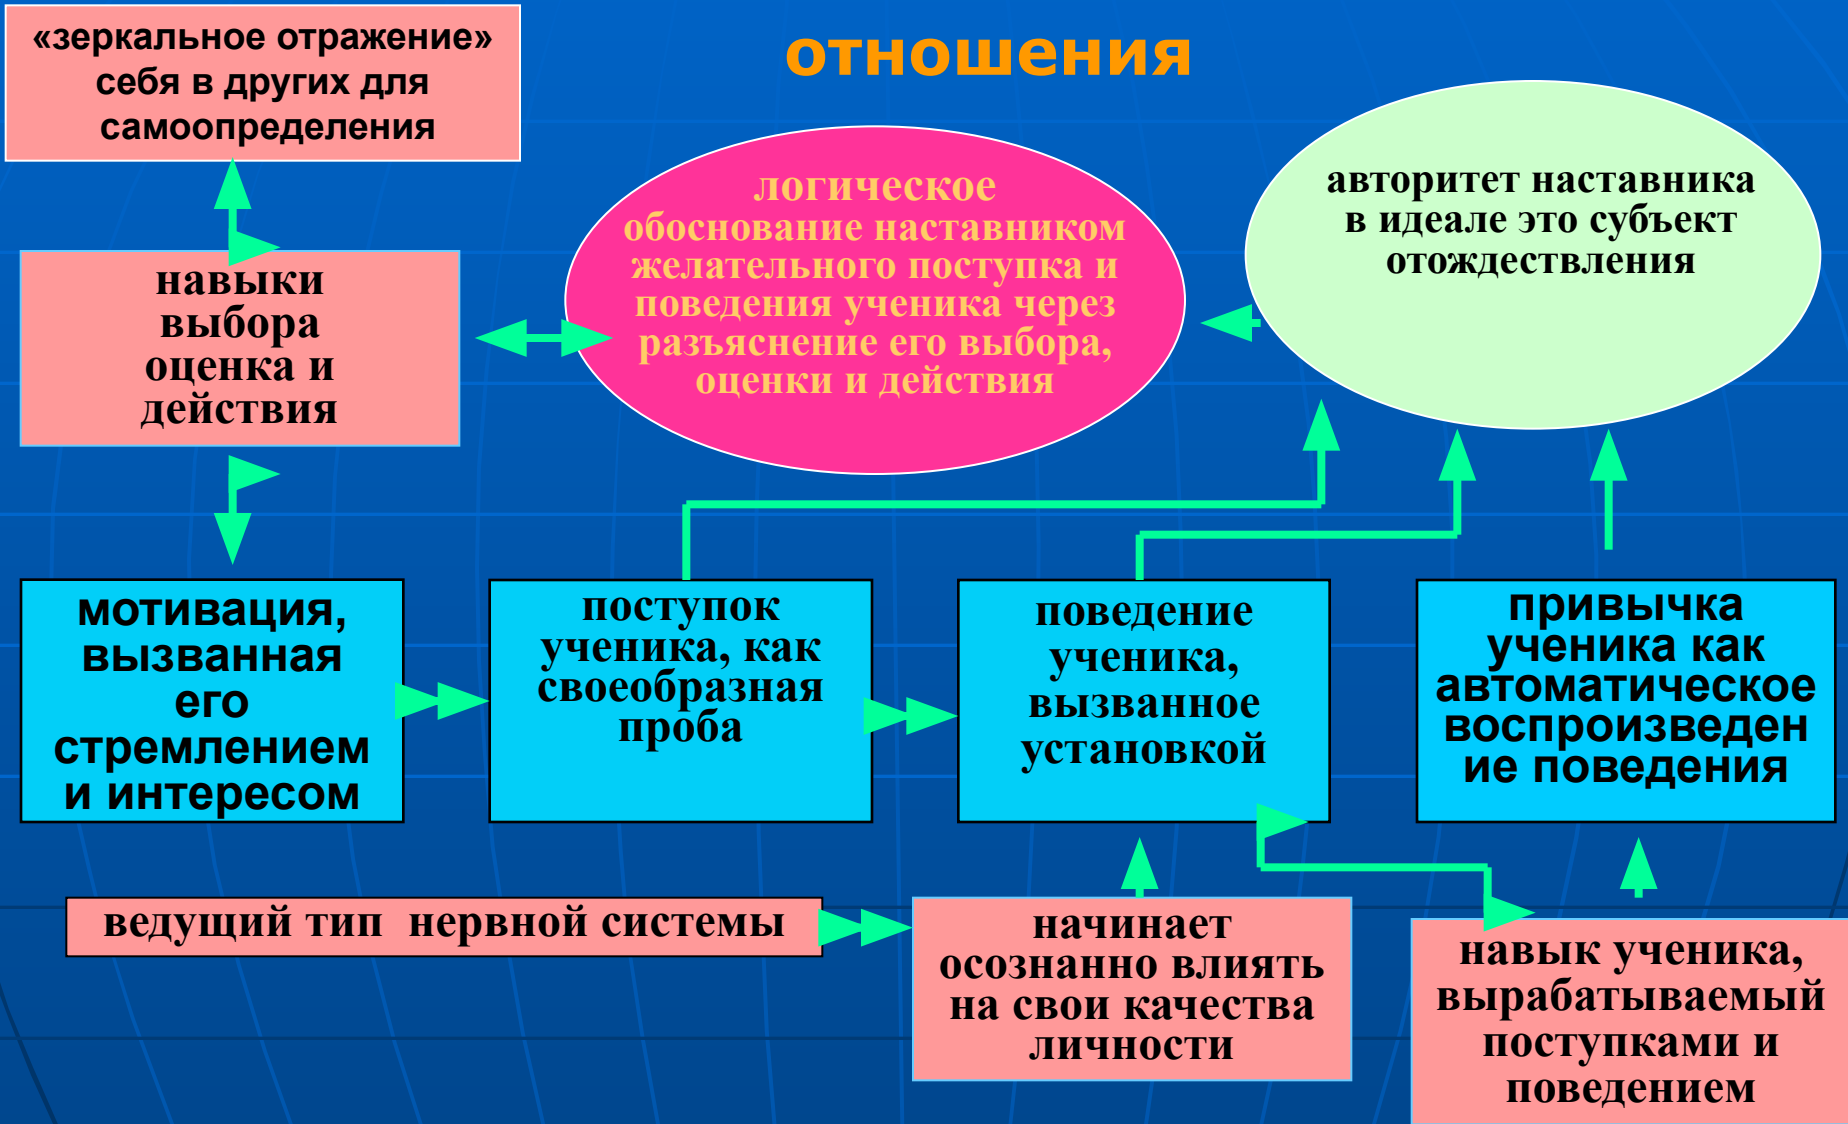 отношения
«зеркальное отражение»
себя в других для
самоопределения
логическое
обоснование наставником
желательного поступка и
поведения ученика через
разъяснение его выбора,
оценки и действия
авторитет наставника
в идеале это субъект
отождествления
навыки
выбора
оценка и
действия
мотивация,
вызванная
его
стремлением
и интересом
поступок
ученика, как
своеобразная
проба
поведение
ученика,
вызванное
установкой
привычка
ученика как
автоматическое
воспроизведен
ие поведения
ведущий тип  нервной системы
начинает
осознанно влиять
на свои качества
личности
навык ученика,
вырабатываемый
поступками и
поведением